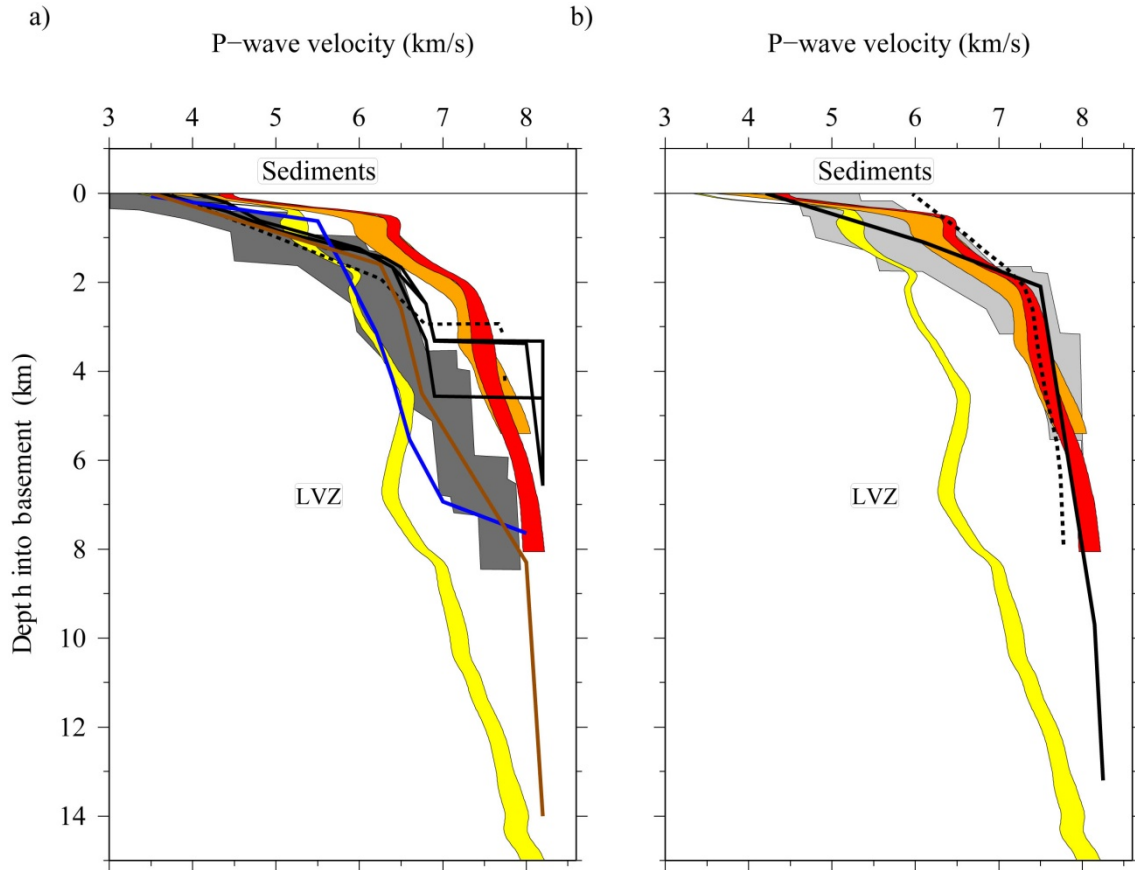 a)
P−wave velocity (km/s)
3 4 5 6 7 8
Sediments
LVZ
Depth into basement (km)
0
2
4
6
8
10
12
14
b)
P−wave velocity (km/s)
3 4 5 6 7 8
Sediments
LVZ